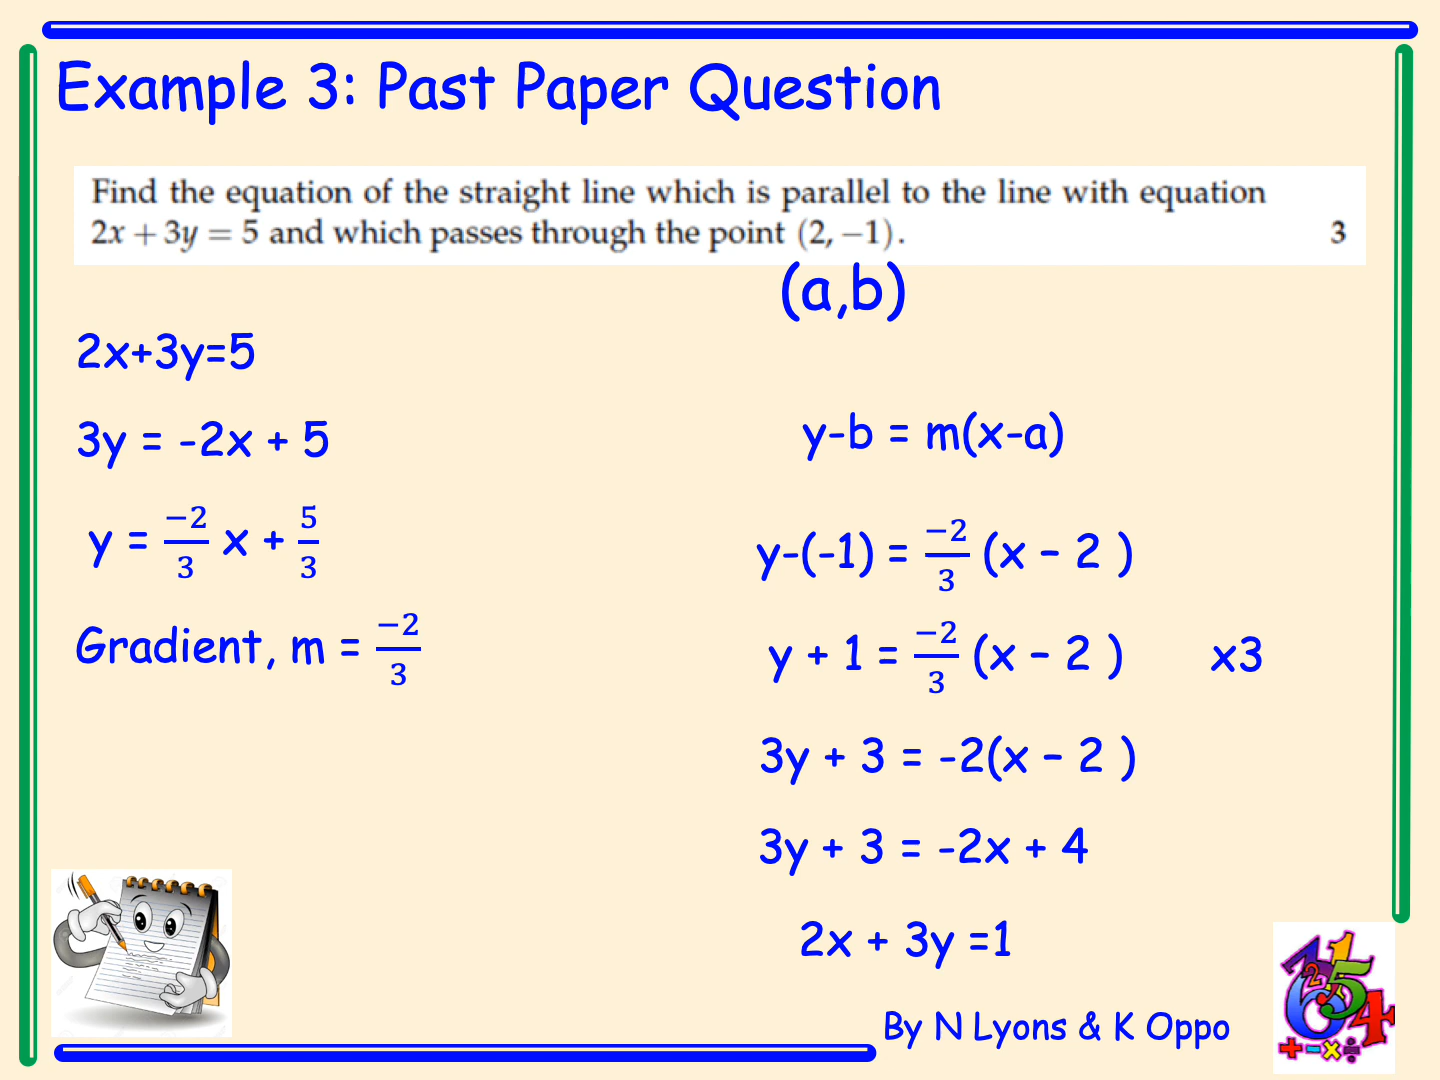 Example 3: Past Paper Question
Find the equation of the straight line which is parallel to the line with equation
2x + 3y = 5 and which passes through the point (2, −1).
3
(a,b)
2x+3y=5
3y = -2x + 5
y = −2/3 x + 5/3
Gradient, m = −2/3
y-b = m(x-a)
y-(-1) = −2/3 (x – 2 )
y + 1 = −2/3 (x – 2 ) x3
3y + 3 = -2(x – 2 )
3y + 3 = -2x + 4
2x + 3y =1
By N Lyons & K Oppo